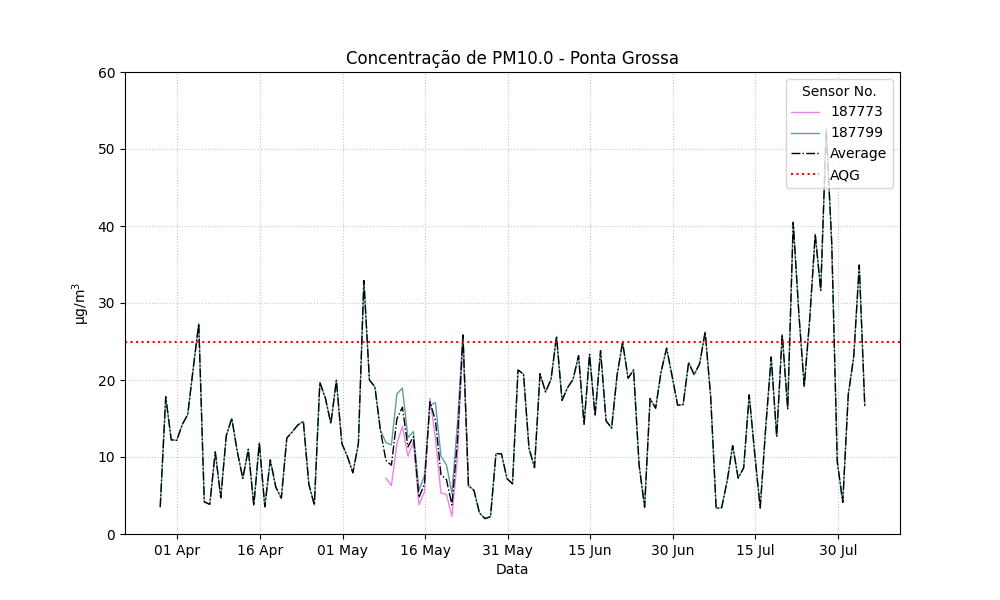 Concentração de PM10.0 - Ponta Grossa
Sensor No.
187773
187799
Average
AQG
60
50
40
30
20
10
0
µg/m³
01 Apr
16 Apr
01 May
16 May
31 May
15 Jun
30 Jun
15 Jul
30 Jul
Data